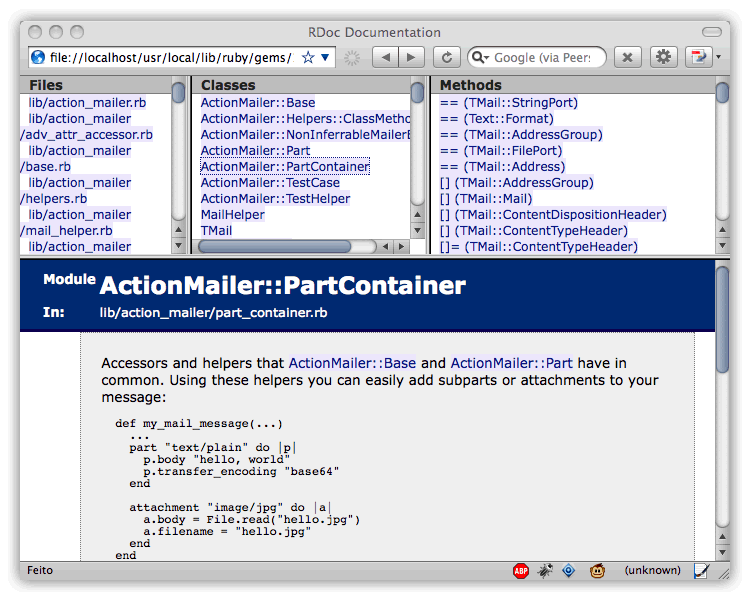 RDoc Documentation
file://localhost/usr/local/lib/ruby/gems/
Google (via Peers
Files
lib/action_mailer.rb
lib/action_mailer
/adv_attr_accessor.rb
lib/action_mailer
/base.rb
lib/action_mailer
/helpers.rb
lib/action_mailer
/mail_helper.rb
lib/action_mailer
Classes
ActionMailer::Base
ActionMailer::Helpers::ClassMetho
ActionMailer::NonInferrableMailerE
ActionMailer::Part
ActionMailer::PartContainer
ActionMailer::TestCase
ActionMailer::TestHelper
MailHelper
TMail
Methods
== (TMail::StringPort)
== (Text::Format)
== (TMail::AddressGroup)
== (TMail::FilePort)
== (TMail::Address)
[] (TMail::AddressGroup)
[] (TMail::Mail)
[] (TMail::ContentDispositionHeader)
[] (TMail::ContentTypeHeader)
[]= (TMail::ContentTypeHeader)
Module ActionMailer::PartContainer
In: lib/action_mailer/part_container.rb
Accessors and helpers that ActionMailer::Base and ActionMailer::Part have in
common. Using these helpers you can easily add subparts or attachments to your
message:
def my_mail_message(...)
...
part "text/plain" do |p|
p.body "hello, world"
p.transfer_encoding "base64"
end
attachment "image/jpg" do |a|
a.body = File.read("hello.jpg")
a.filename = "hello.jpg"
end
end
Feito
ABP
(unknown)